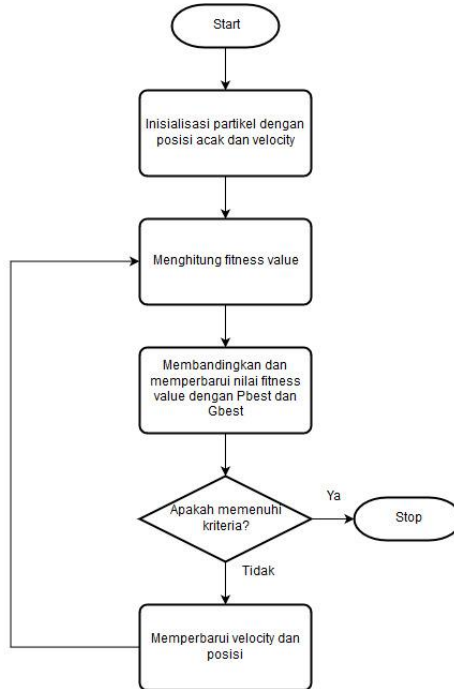 Start
Inisialisasi partikel dengan
posisi acak dan velocity
Menghitung fitness value
Membandingkan dan
memperbarui nilai fitness
value dengan Pbest dan
Gbest
Apakah memenuhi
kriteria?
Ya
Stop
Tidak
Memperbarui velocity dan
posisi